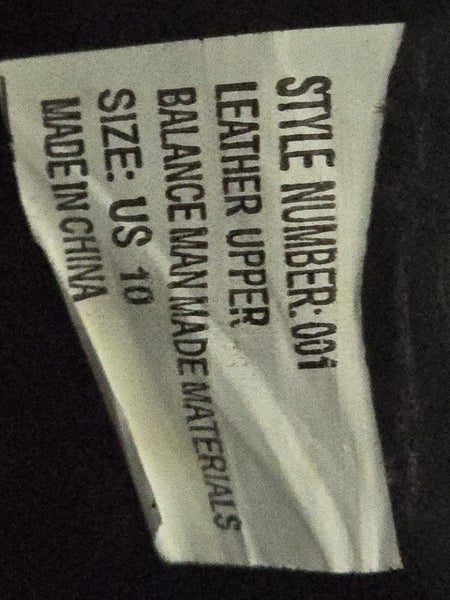 STYLE NUMBER: 001
LEATHER UPPER
BALANCE MAN MADE MATERIALS
SIZE: US 10
MADE IN CHINA